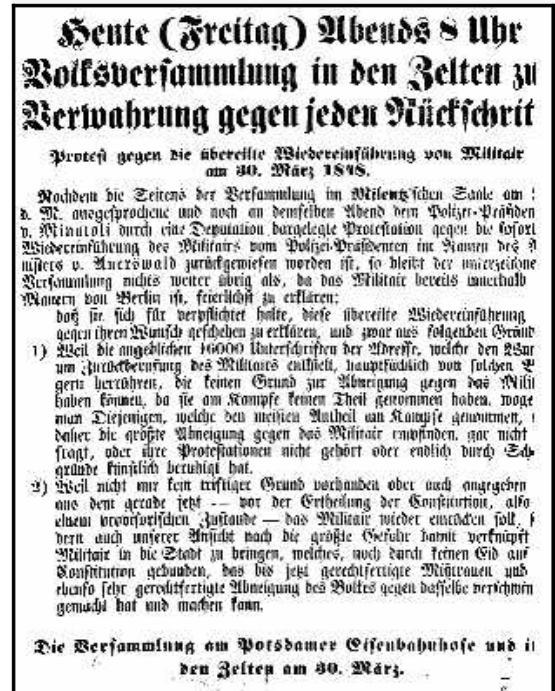 Heute (Freitag) Abends 8 Uhr
Volksversammlung in den Zelten zu
Verwahrung gegen jeden Rückschrit
Protest gegen die übereilte Wiedereinführung von Militair
am 30. März 1848.
Nachdem die Seitens der Versammlung im Milentz'schen Saale am
d. M. ausgesprochene und noch an demselben Abend dem Polizei-Präsiden
v. Minutoli durch eine Deputation dargelegte Protestation gegen die sofort
Wiedereinführung des Militairs vom Polizei-Präsidenten im Namen des
nisters v. Auerswald zurückgewiesen worden ist, so bleibt der unterzeichne
Versammlung nichts weiter übrig als, da das Militair bereits innerhalb
Mauern von Berlin ist, feierlichst zu erklären:
daß sie sich für verpflichtet halte, diese übereilte Wiedereinführung
gegen ihren Wunsch geschehen zu erklären, und zwar aus folgenden Gründ
1) Weil die angeblichen 16000 Unterschriften der Adresse, welche den Wun
um Zurückberufung des Militairs enthielt, hauptsächlich von solchen B
gern herrühren, die keinen Grund zur Abneigung gegen das Milit
haben können, da sie am Kampfe keinen Theil genommen haben, woge
man Diejenigen, welche den meisten Antheil am Kampfe genommen,
daher die größte Abneigung gegen das Militair empfinden, gar nicht
fragt, oder ihre Protestationen nicht gehört oder endlich durch Sch
gründe künstlich beruhigt hat.
2) Weil nicht nur kein triftiger Grund vorhanden oder auch angegeben
aus dem gerade jetzt — vor der Ertheilung der Constitution, also
einem provisorischen Zustande — das Militair wieder einrücken soll, s
dern auch unserer Ansicht nach die größte Gefahr damit verknüpft
Militair in die Stadt zu bringen, welches, noch durch keinen Eid auf
Constitution gebunden, das bis jetzt gerechtfertigte Mißtrauen und
ebenso sehr gerechtfertigte Abneigung des Volkes gegen dasselbe verschwin
gemacht hat und machen kann.
Die Versammlung am Potsdamer Eisenbahnhofe und i
den Zelten am 30. März.